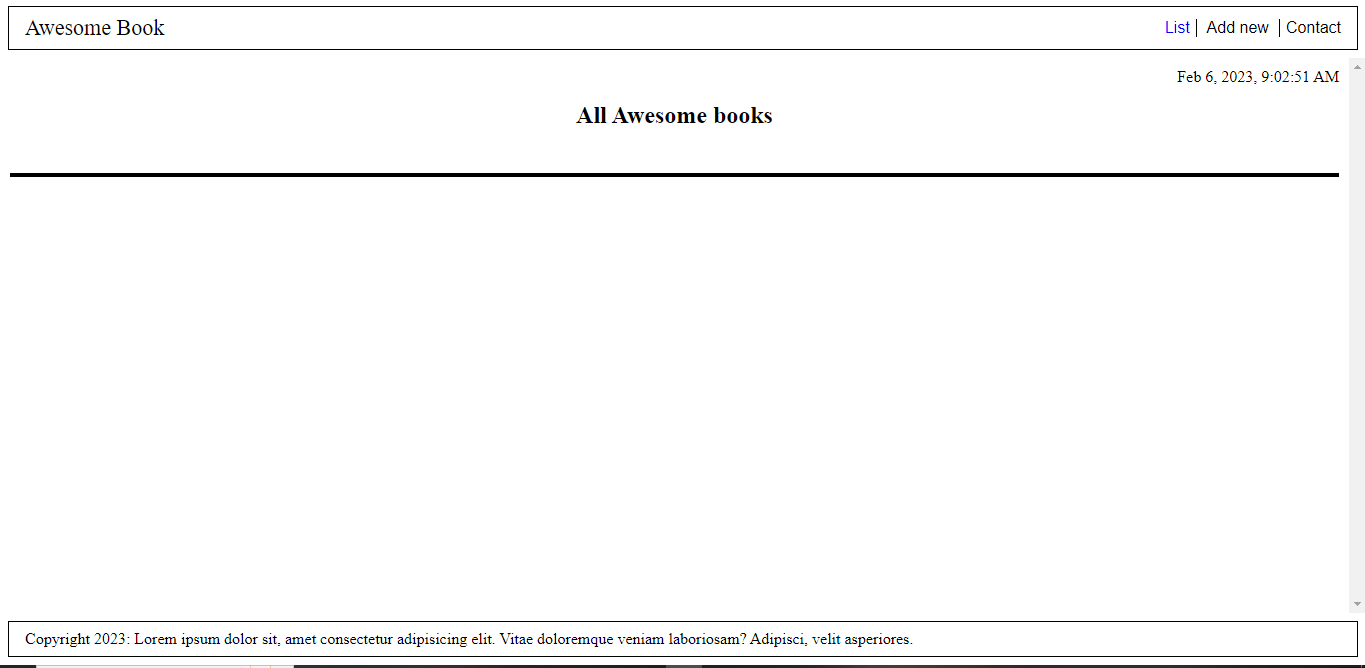 Awesome Book
List | Add new | Contact
Feb 6, 2023, 9:02:51 AM
All Awesome books
Copyright 2023: Lorem ipsum dolor sit, amet consectetur adipisicing elit. Vitae doloremque veniam laboriosam? Adipisci, velit asperiores.